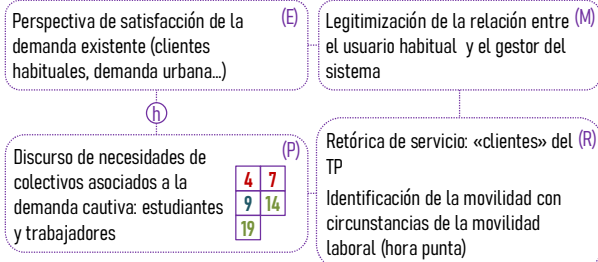 Perspectiva de satisfacción de la (E)
demanda existente (clientes
habituales, demanda urbana...)
Legitimización de la relación entre (M)
el usuario habitual y el gestor del
sistema
h
Discurso de necesidades de (P)
colectivos asociados a la
demanda cautiva: estudiantes
y trabajadores
4 7
9 14
19
Retórica de servicio: «clientes» del (R)
TP
Identificación de la movilidad con
circunstancias de la movilidad
laboral (hora punta)